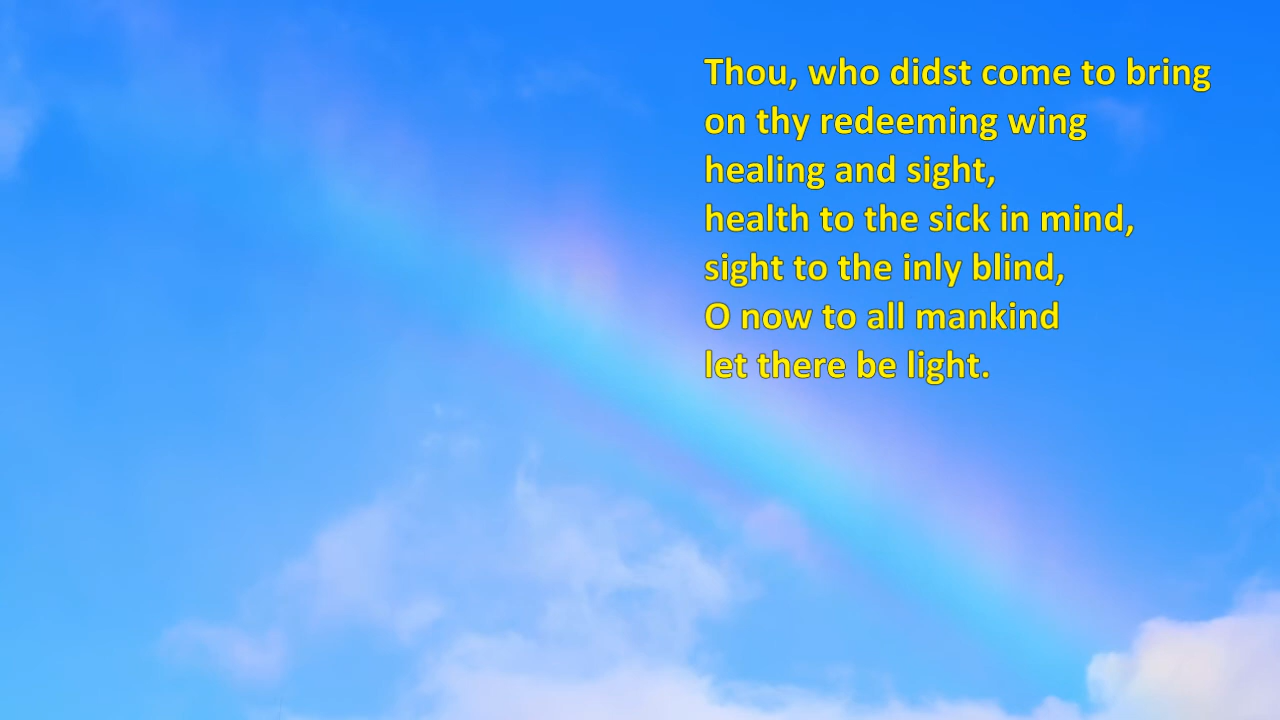 Thou, who didst come to bring
on thy redeeming wing
healing and sight,
health to the sick in mind,
sight to the inly blind,
O now to all mankind
let there be light.